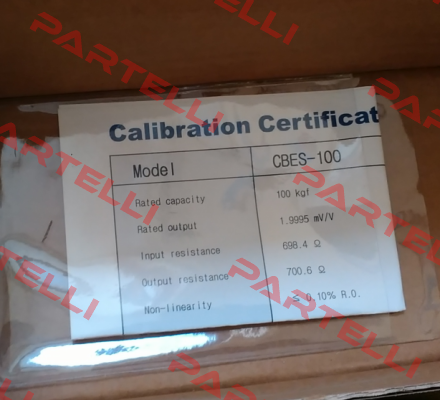 PARTELLI
PARTELLI
PARTELLI
PARTELLI
PARTELLI
Calibration Certificat
Model CBES-100
Rated capacity 100 kgf
Rated output 1.9995 mV/V
Input resistance 698.4 Ω
Output resistance 700.6 Ω
Non-linearity ≤ 0.10% R.O.